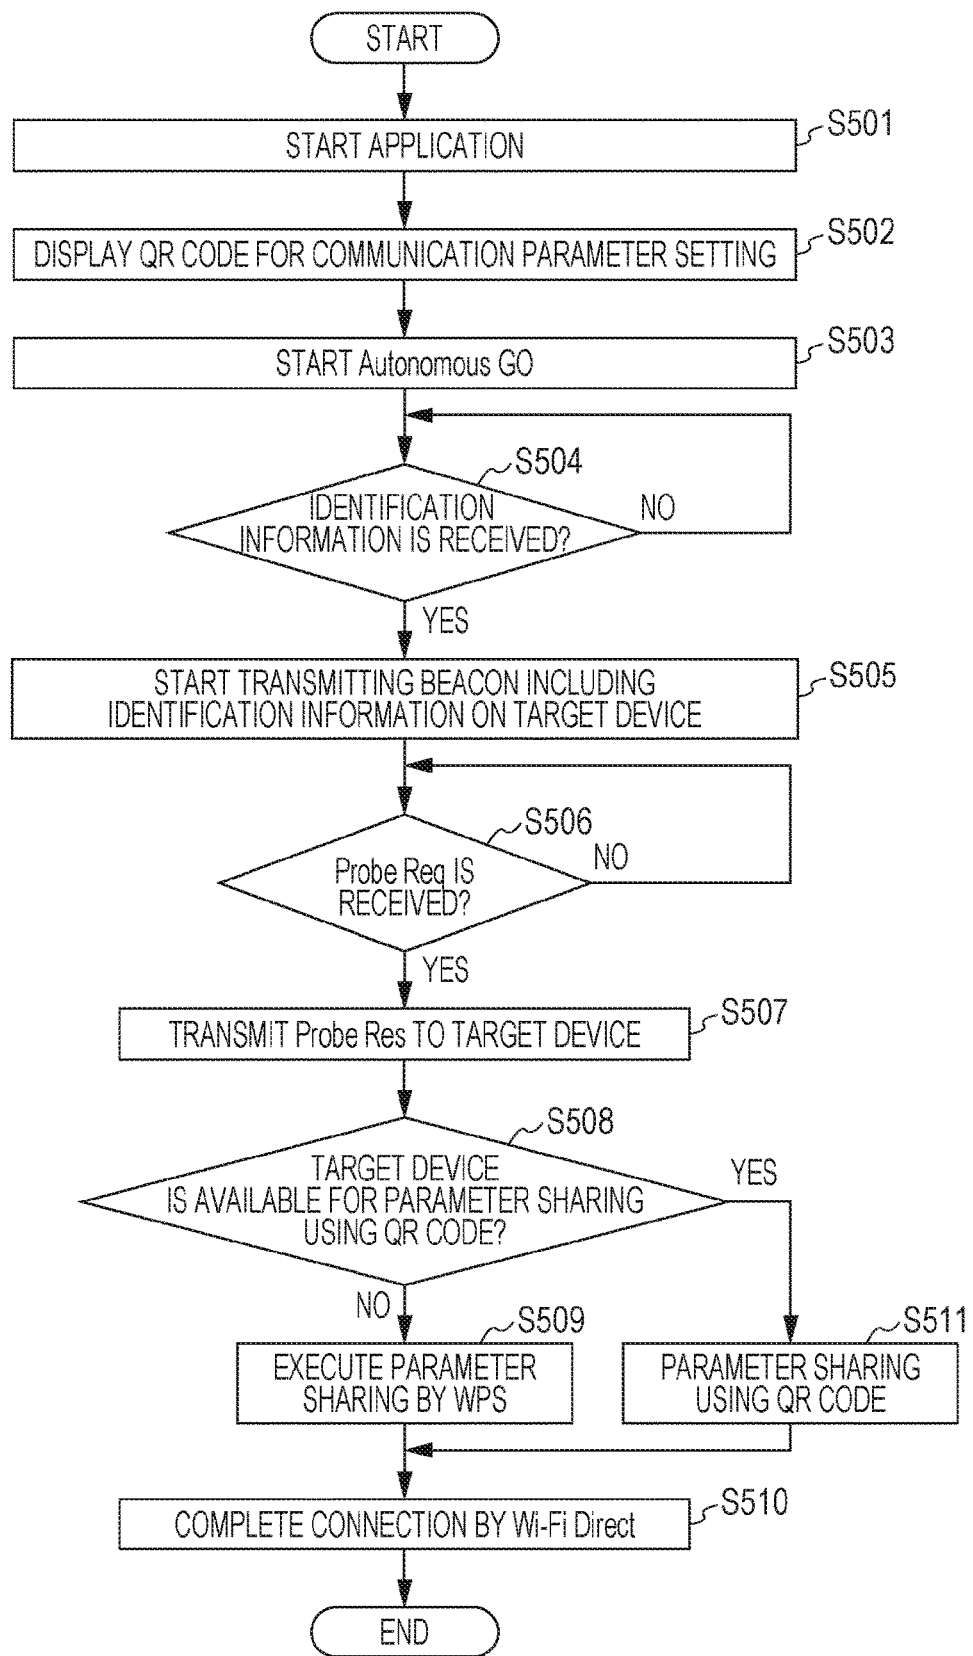 START
S501
START APPLICATION
S502
DISPLAY QR CODE FOR COMMUNICATION PARAMETER SETTING
S503
START Autonomous GO
S504
IDENTIFICATION
INFORMATION IS RECEIVED?
NO
YES
S505
START TRANSMITTING BEACON INCLUDING
IDENTIFICATION INFORMATION ON TARGET DEVICE
S506
Probe Req IS
RECEIVED?
NO
YES
S507
TRANSMIT Probe Res TO TARGET DEVICE
S508
TARGET DEVICE
IS AVAILABLE FOR PARAMETER SHARING
USING QR CODE?
YES
NO
S509
EXECUTE PARAMETER
SHARING BY WPS
S511
PARAMETER SHARING
USING QR CODE
S510
COMPLETE CONNECTION BY Wi-Fi Direct
END